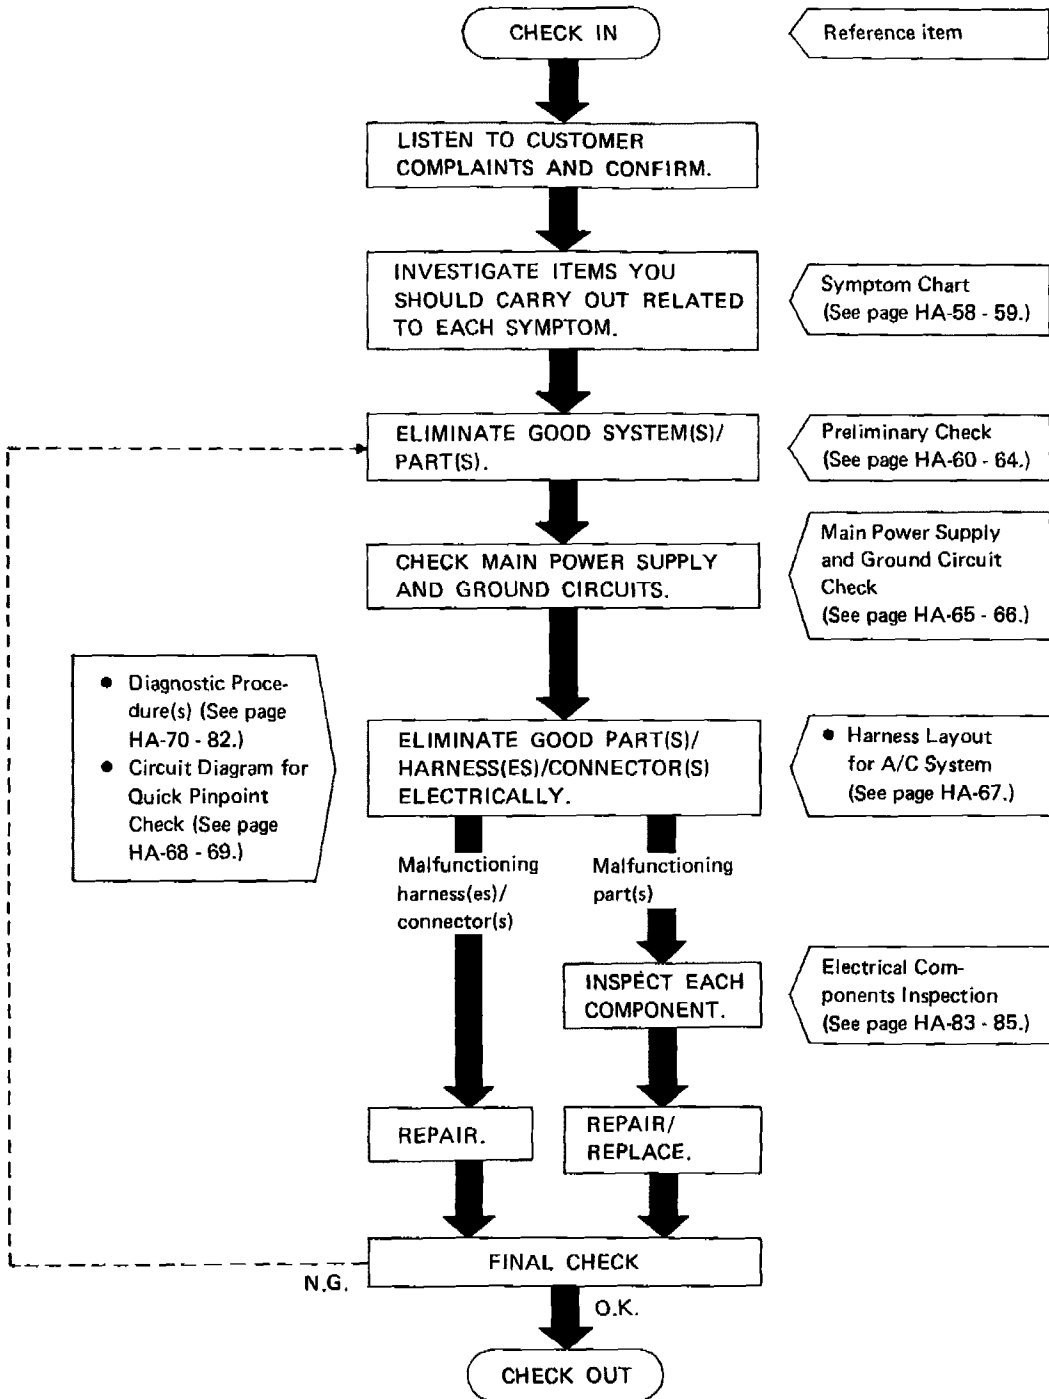 CHECK IN
Reference item
LISTEN TO CUSTOMER
COMPLAINTS AND CONFIRM.
INVESTIGATE ITEMS YOU
SHOULD CARRY OUT RELATED
TO EACH SYMPTOM.
Symptom Chart
(See page HA-58 - 59.)
ELIMINATE GOOD SYSTEM(S)/
PART(S).
Preliminary Check
(See page HA-60 - 64.)
CHECK MAIN POWER SUPPLY
AND GROUND CIRCUITS.
Main Power Supply
and Ground Circuit
Check
(See page HA-65 - 66.)
● Diagnostic Proce-
dure(s) (See page
HA-70 - 82.)
● Circuit Diagram for
Quick Pinpoint
Check (See page
HA-68 - 69.)
ELIMINATE GOOD PART(S)/
HARNESS(ES)/CONNECTOR(S)
ELECTRICALLY.
● Harness Layout
for A/C System
(See page HA-67.)
Malfunctioning
harness(es)/
connector(s)
Malfunctioning
part(s)
INSPECT EACH
COMPONENT.
Electrical Com-
ponents Inspection
(See page HA-83 - 85.)
REPAIR.
REPAIR/
REPLACE.
FINAL CHECK
N.G.
O.K.
CHECK OUT